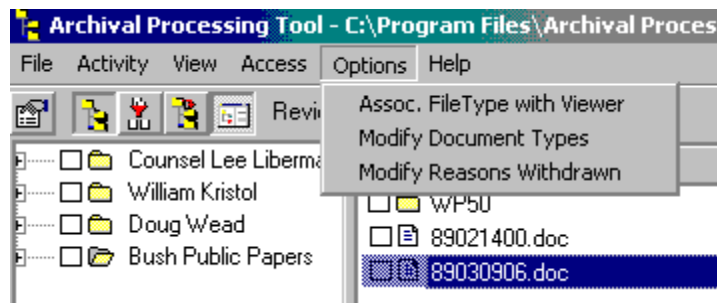 Archival Processing Tool - C:\Program Files\Archival Proces
File Activity View Access Options Help
Assoc. FileType with Viewer
Modify Document Types
Modify Reasons Withdrawn
Counsel Lee
William Kristol
Doug Wead
Bush Public Papers
WP50
89021400.doc
89030906.doc